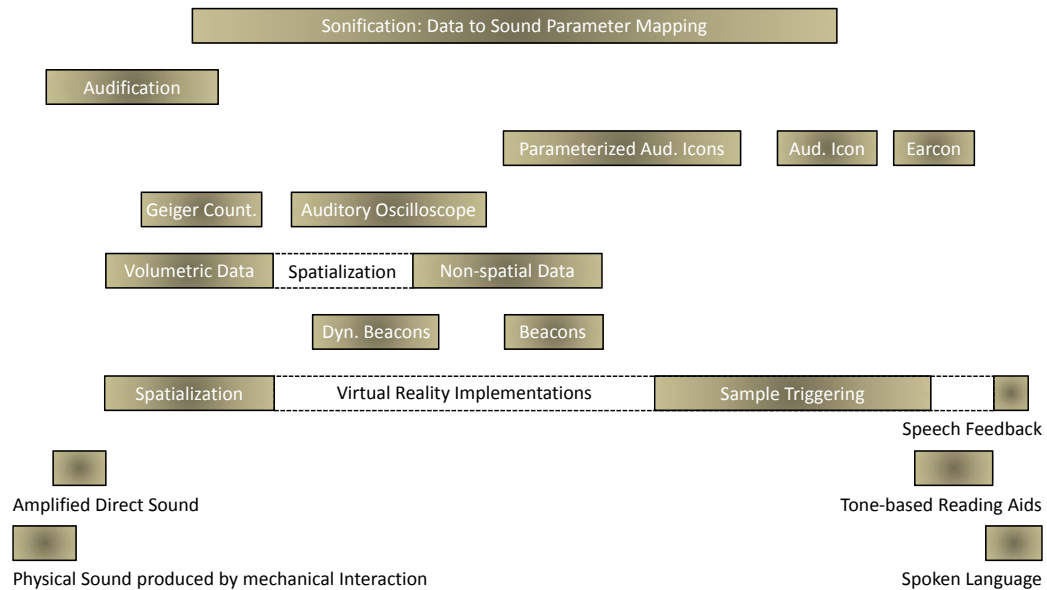 Sonification: Data to Sound Parameter Mapping
Audification
Parameterized Aud. Icons
Aud. Icon
Earcon
Geiger Count.
Auditory Oscilloscope
Volumetric Data
Spatialization
Non-spatial Data
Dyn. Beacons
Beacons
Spatialization
Virtual Reality Implementations
Sample Triggering
Speech Feedback
Amplified Direct Sound
Tone-based Reading Aids
Physical Sound produced by mechanical Interaction
Spoken Language